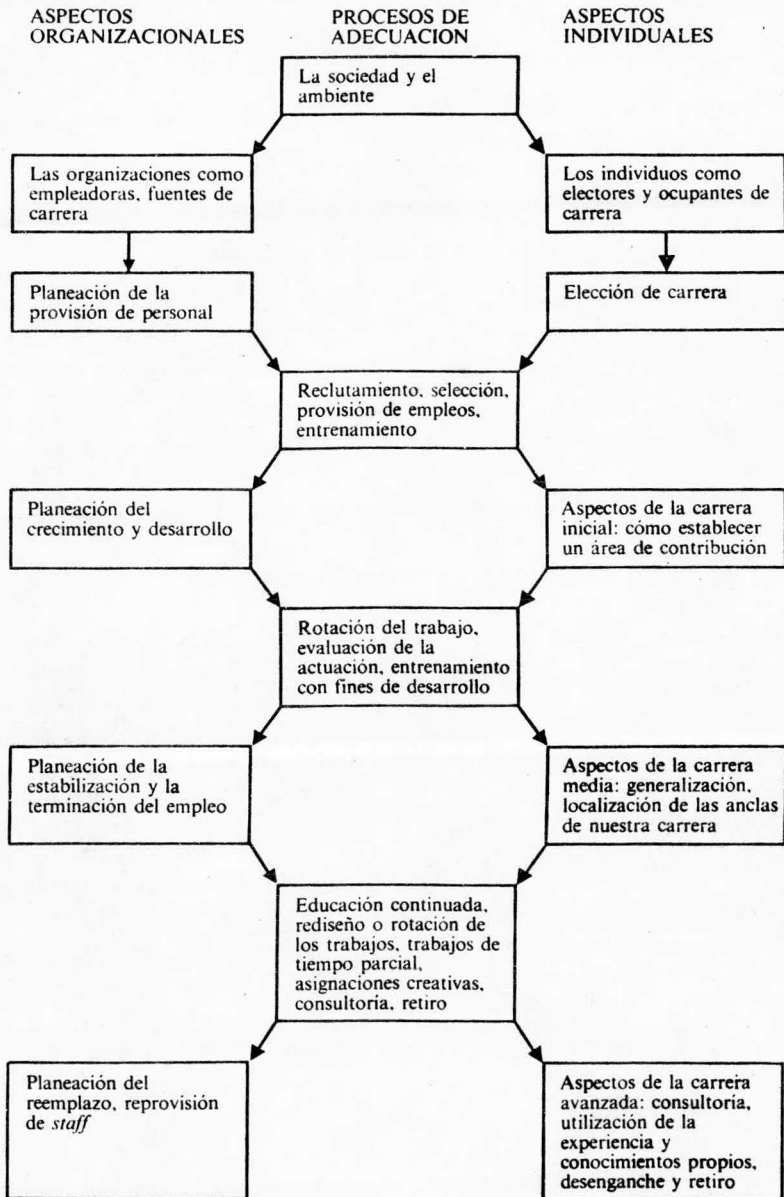 ASPECTOS
ORGANIZACIONALES
PROCESOS DE
ADECUACION
ASPECTOS
INDIVIDUALES
La sociedad y el
ambiente
Las organizaciones como
empleadoras, fuentes de
carrera
Los individuos como
electores y ocupantes de
carrera
Planeación de la
provisión de personal
Elección de carrera
Reclutamiento, selección,
provisión de empleos,
entrenamiento
Planeación del
crecimiento y desarrollo
Aspectos de la carrera
inicial: cómo establecer
un área de contribución
Rotación del trabajo,
evaluación de la
actuación, entrenamiento
con fines de desarrollo
Planeación de la
estabilización y la
terminación del empleo
Aspectos de la carrera
media: generalización,
localización de las anclas
de nuestra carrera
Educación continuada,
rediseño o rotación de
los trabajos, trabajos de
tiempo parcial,
asignaciones creativas,
consultoría, retiro
Planeación del
reemplazo, reprovisión
de staff
Aspectos de la carrera
avanzada: consultoría,
utilización de la
experiencia y
conocimientos propios,
desenganche y retiro